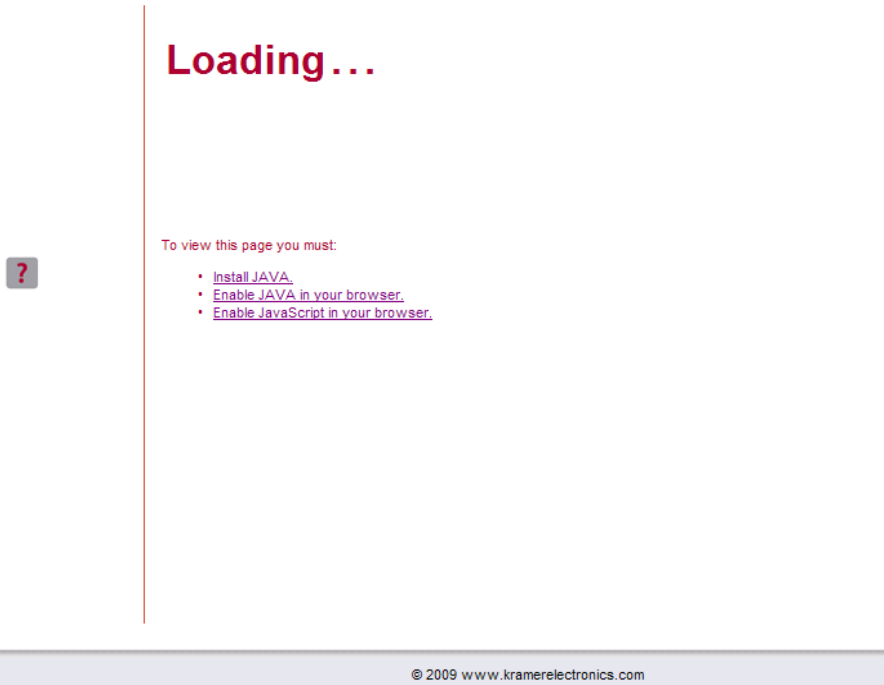 Loading...
To view this page you must:
?
• Install JAVA.
• Enable JAVA in your browser.
• Enable JavaScript in your browser.
© 2009 www.kramerelectronics.com